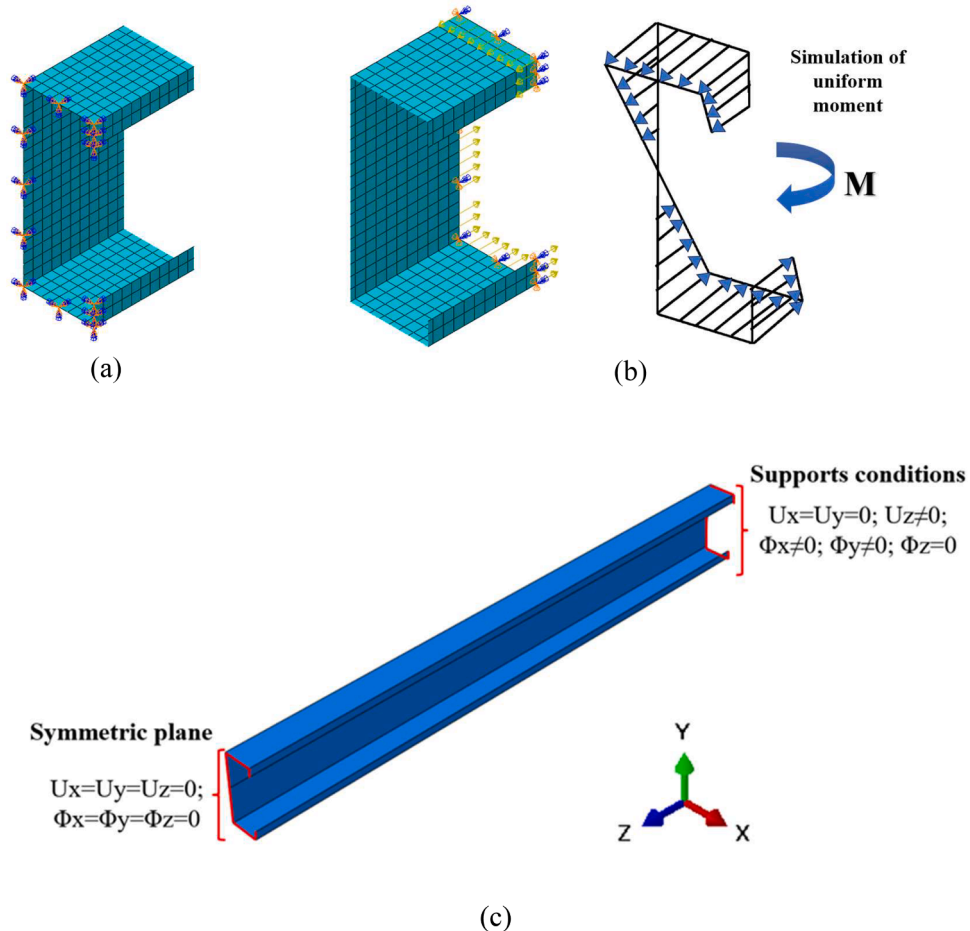 Simulation of
uniform
moment
M
(a)
(b)
Supports conditions
Ux=Uy=0; Uz≠0;
Φx≠0; Φy≠0; Φz=0
Symmetric plane
Ux=Uy=Uz=0;
Φx=Φy=Φz=0
Y
Z
X
(c)